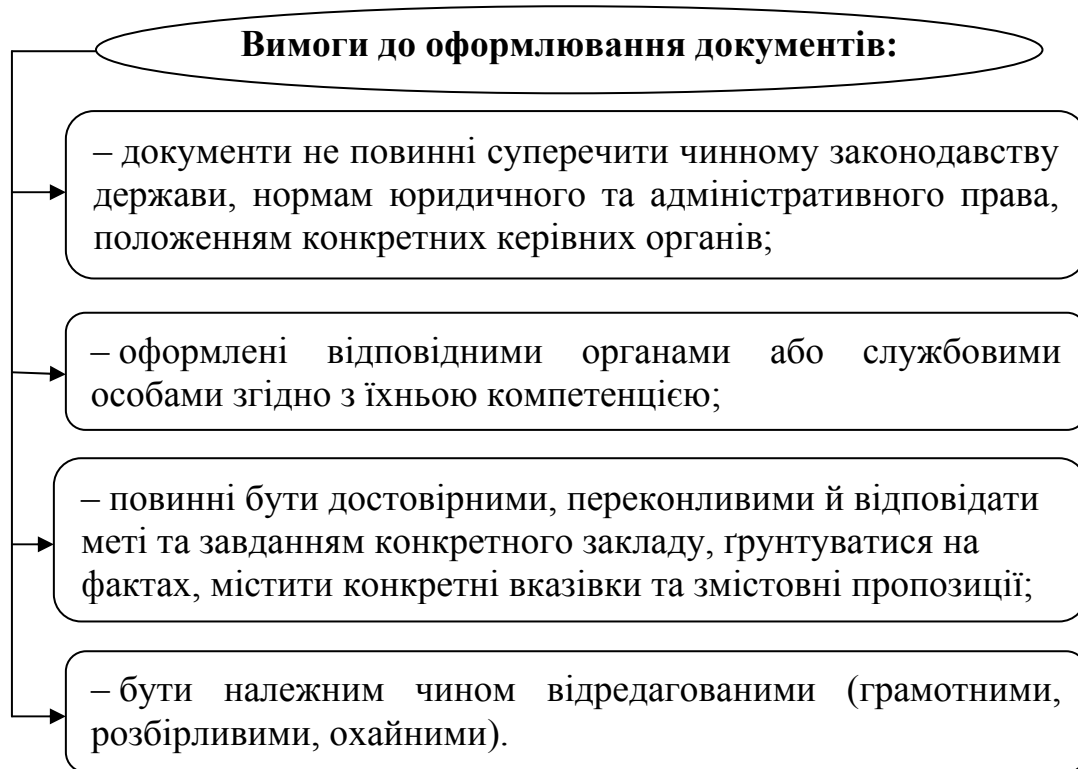 Вимоги до оформлювання документів:
– документи не повинні суперечити чинному законодавству
держави, нормам юридичного та адміністративного права,
положенням конкретних керівних органів;
– оформлені відповідними органами або службовими
особами згідно з їхньою компетенцією;
– повинні бути достовірними, переконливими й відповідати
меті та завданням конкретного закладу, ґрунтуватися на
фактах, містити конкретні вказівки та змістовні пропозиції;
– бути належним чином відредагованими (грамотними,
розбірливими, охайними).